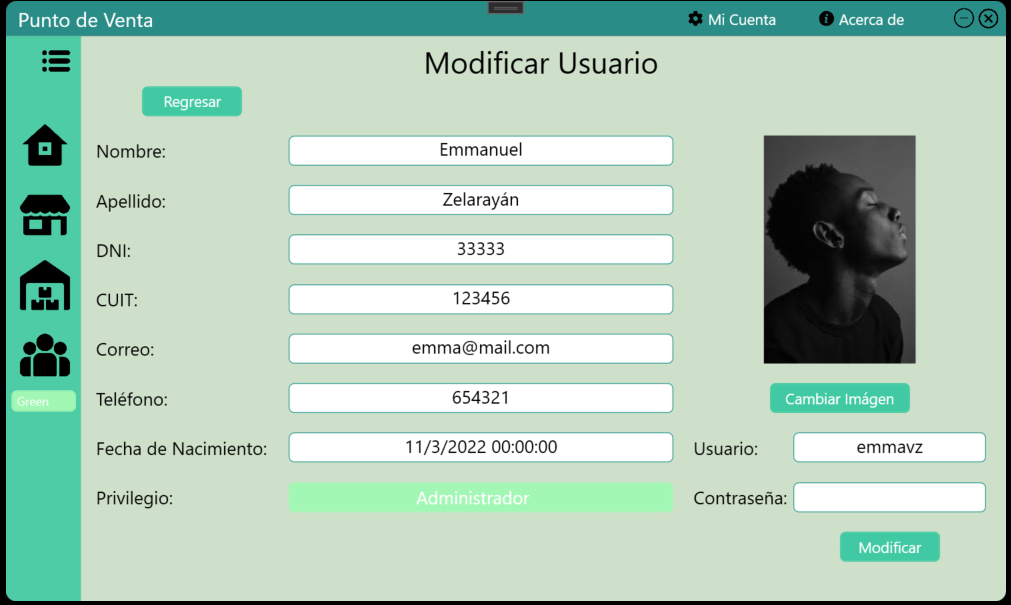 Punto de Venta
Mi Cuenta
Acerca de
Modificar Usuario
Regresar
Nombre: Emmanuel
Apellido: Zelarayán
DNI: 33333
CUIT: 123456
Correo: emma@mail.com
Green
Teléfono: 654321
Cambiar Imágen
Fecha de Nacimiento: 11/3/2022 00:00:00
Usuario: emmavz
Privilegio: Administrador
Contraseña:
Modificar